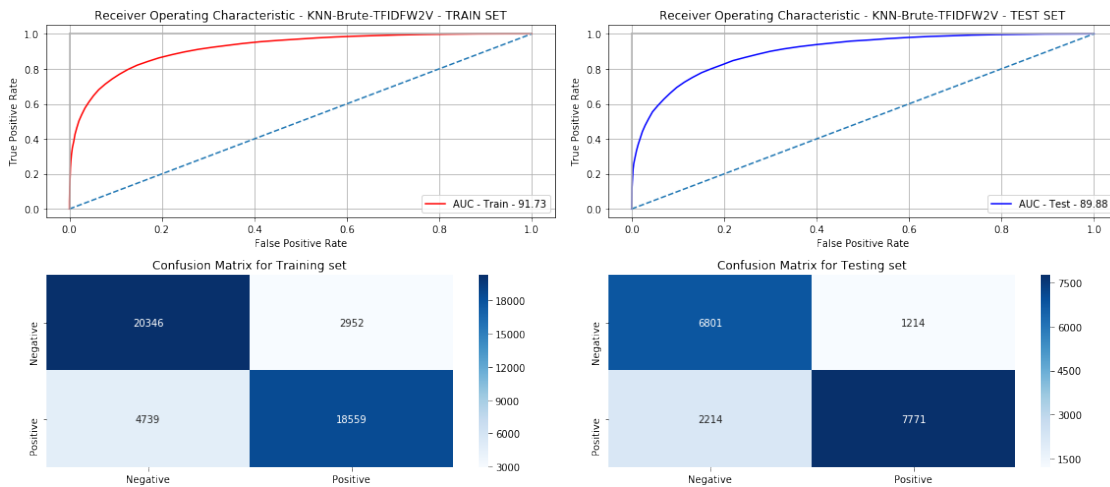 Receiver Operating Characteristic - KNN-Brute-TFIDFW2V - TRAIN SET
1.0
0.8
0.6
0.4
0.2
0.0
True Positive Rate
AUC - Train - 91.73
0.0 0.2 0.4 0.6 0.8 1.0
False Positive Rate
Receiver Operating Characteristic - KNN-Brute-TFIDFW2V - TEST SET
1.0
0.8
0.6
0.4
0.2
0.0
True Positive Rate
AUC - Test - 89.88
0.0 0.2 0.4 0.6 0.8 1.0
False Positive Rate
Confusion Matrix for Training set
Negative
20346 2952
Positive
4739 18559
Negative Positive
18000
15000
12000
9000
6000
3000
Confusion Matrix for Testing set
Negative
6801 1214
Positive
2214 7771
Negative Positive
7500
6000
4500
3000
1500